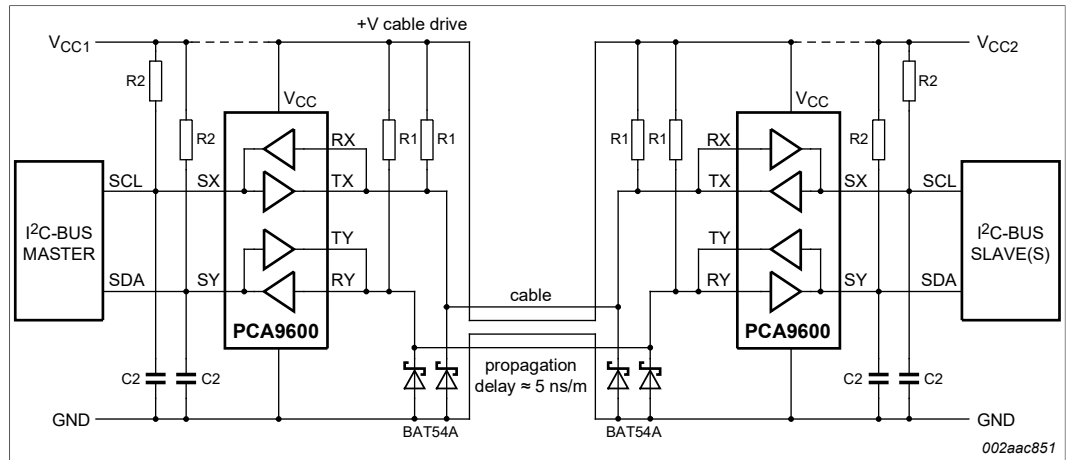 +V cable drive
VCC1
VCC2
R2
R2
VCC
R1
R1
R1
R1
VCC
R2
R2
I2C-BUS
MASTER
SCL
SX
RX
TX
RX
TX
SX
SCL
I2C-BUS
SLAVE(S)
SDA
SY
TY
RY
TY
RY
SY
SDA
PCA9600
cable
PCA9600
C2
C2
propagation
delay ≈ 5 ns/m
C2
C2
GND
GND
BAT54A
BAT54A
002aac851